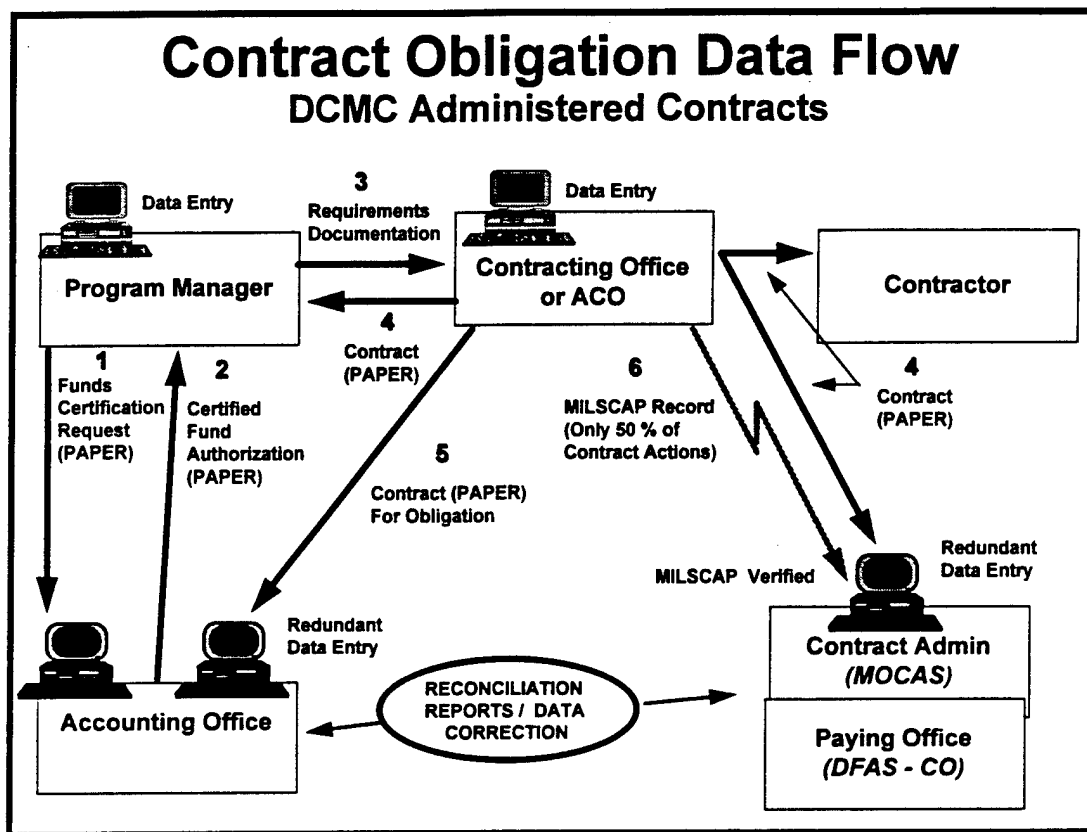 Contract Obligation Data Flow
DCMC Administered Contracts
Data Entry
Program Manager
3
Requirements
Documentation
Data Entry
Contracting Office
or ACO
Contractor
4
Contract
(PAPER)
1
Funds
Certification
Request
(PAPER)
2
Certified
Fund
Authorization
(PAPER)
5
Contract (PAPER)
For Obligation
6
MILSCAP Record
(Only 50 % of
Contract Actions)
4
Contract
(PAPER)
MILSCAP Verified
Redundant
Data Entry
Redundant
Data Entry
Accounting Office
RECONCILIATION
REPORTS / DATA
CORRECTION
Contract Admin
(MOCAS)
Paying Office
(DFAS - CO)